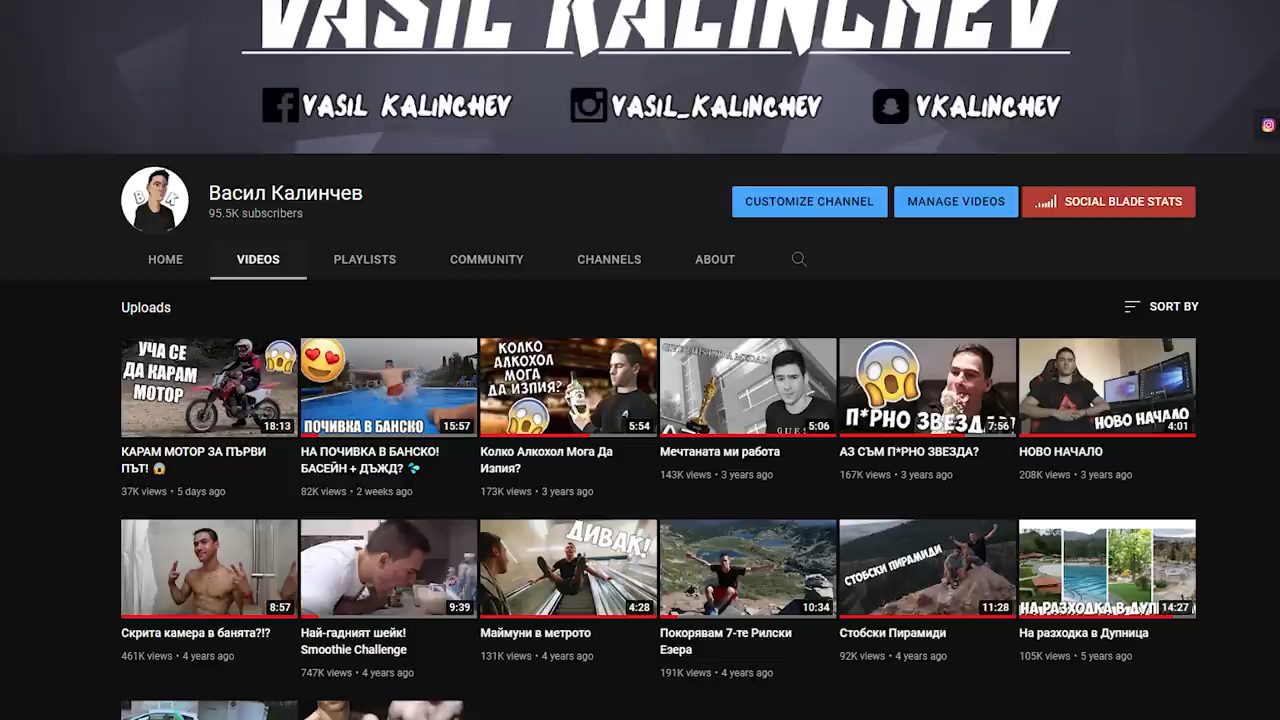 VASIL KALINCHEV
VASIL KALINCHEV
VASIL_KALINCHEV
VKALINCHEV
Васил Калинчев
95.5K subscribers
CUSTOMIZE CHANNEL
MANAGE VIDEOS
SOCIAL BLADE STATS
HOME
VIDEOS
PLAYLISTS
COMMUNITY
CHANNELS
ABOUT
Uploads
SORT BY
УЧА СЕ
ДА КАРАМ
МОТОР
18:13
ПОЧИВКА В БАНСКО
15:57
КОЛКО
АЛКОХОЛ
МОГА
ДА ИЗПИЯ?
5:54
5:06
П*РНО ЗВЕЗДА
7:56
НОВО НАЧАЛО
4:01
КАРАМ МОТОР ЗА ПЪРВИ
ПЪТ! 😱
37K views • 5 days ago
НА ПОЧИВКА В БАНСКО!
БАСЕЙН + ДЪЖД? 💦
82K views • 2 weeks ago
Колко Алкохол Мога Да
Изпия?
173K views • 3 years ago
Мечтаната ми работа
143K views • 3 years ago
АЗ СЪМ П*РНО ЗВЕЗДА?
167K views • 3 years ago
НОВО НАЧАЛО
208K views • 3 years ago
8:57
9:39
ДИВАК!
4:28
10:34
СТОБСКИ ПИРАМИДИ
11:28
НА РАЗХОДКА В ДУП
14:27
Скрита камера в банята?!?
461K views • 4 years ago
Най-гадният шейк!
Smoothie Challenge
747K views • 4 years ago
Маймуни в метрото
131K views • 4 years ago
Покорявам 7-те Рилски
Езера
191K views • 4 years ago
Стобски Пирамиди
92K views • 4 years ago
На разходка в Дупница
105K views • 5 years ago